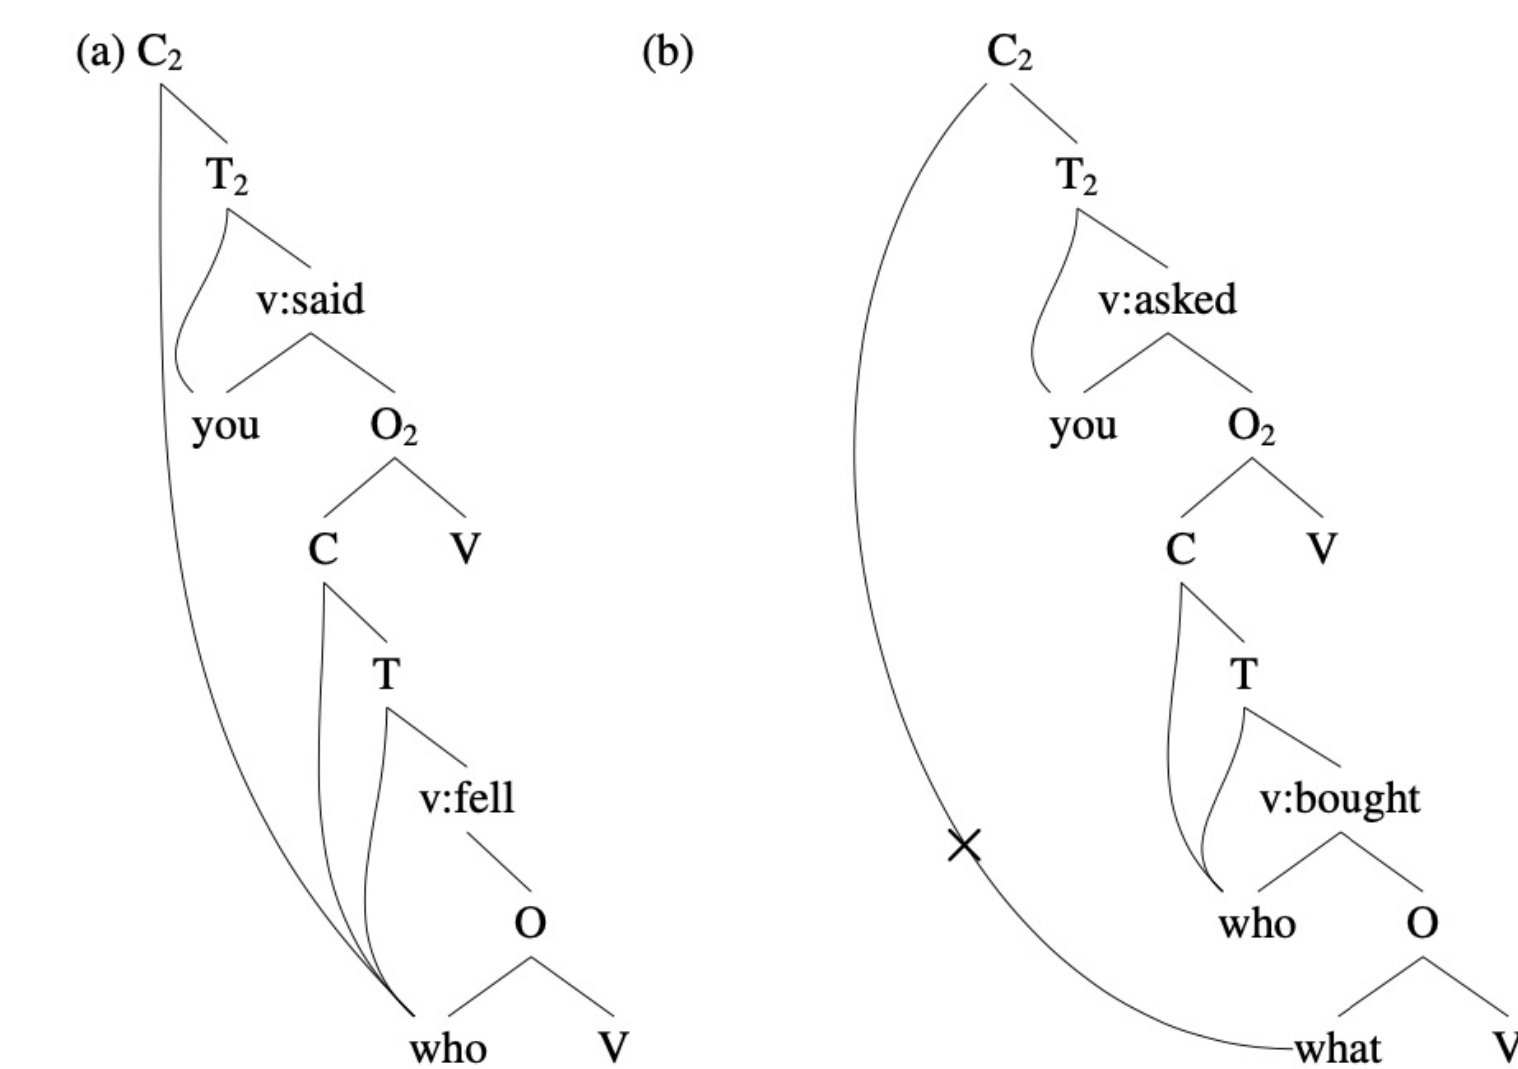 (a) C₂ (b) C₂
T₂ T₂
v:said v:asked
you O₂ you O₂
C V C V
T T
v:fell v:bought
O who O
who V what V